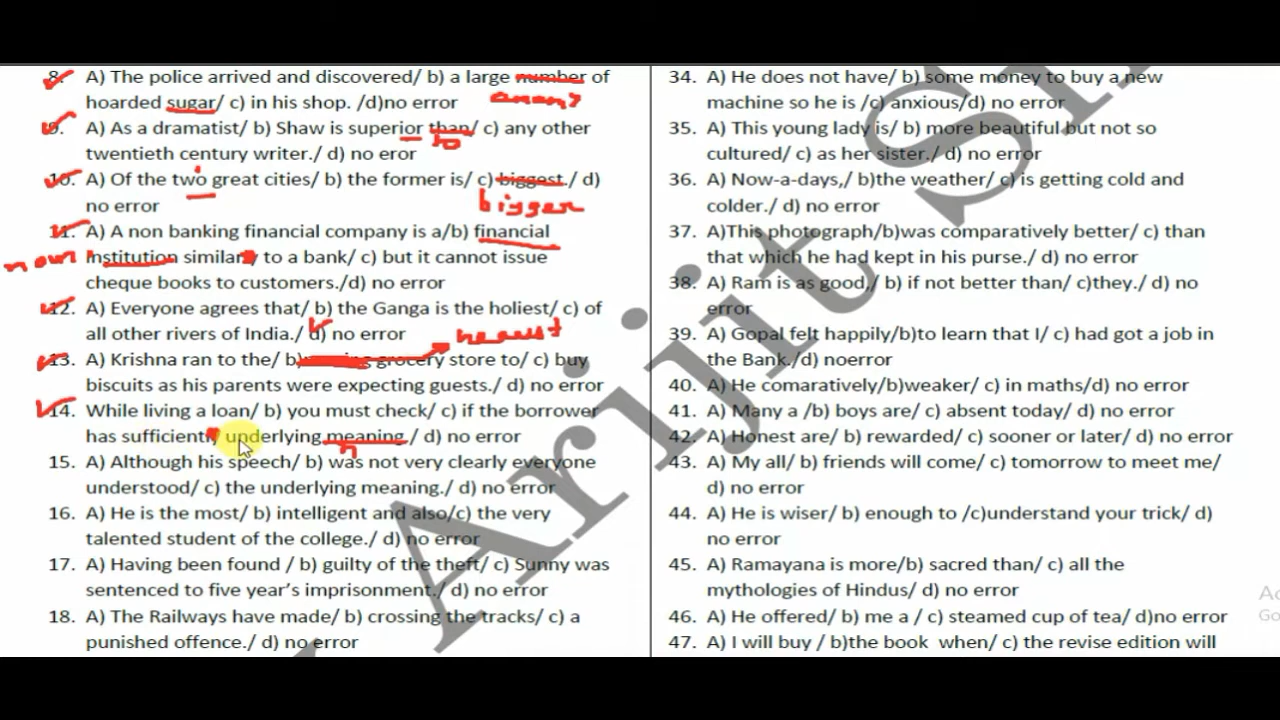 8. A) The police arrived and discovered/ b) a large number of
hoarded sugar/ c) in his shop. /d)no error
9. A) As a dramatist/ b) Shaw is superior than/ c) any other
to
twentieth century writer./ d) no eror
10. A) Of the two great cities/ b) the former is/ c) biggest./ d)
no error
bigger
11. A) A non banking financial company is a/b) financial
noun
institution similar to a bank/ c) but it cannot issue
cheque books to customers./d) no error
12. A) Everyone agrees that/ b) the Ganga is the holiest/ c) of
all other rivers of India./ d) no error
nearest
13. A) Krishna ran to the/ b) grocery store to/ c) buy
biscuits as his parents were expecting guests./ d) no error
14. While living a loan/ b) you must check/ c) if the borrower
has sufficiently underlying meaning./ d) no error
n
15. A) Although his speech/ b) was not very clearly everyone
understood/ c) the underlying meaning./ d) no error
16. A) He is the most/ b) intelligent and also/c) the very
talented student of the college./ d) no error
17. A) Having been found / b) guilty of the theft/ c) Sunny was
sentenced to five year's imprisonment./ d) no error
18. A) The Railways have made/ b) crossing the tracks/ c) a
punished offence./ d) no error
34. A) He does not have/ b) some money to buy a new
machine so he is /c) anxious/d) no error
35. A) This young lady is/ b) more beautiful but not so
cultured/ c) as her sister./ d) no error
36. A) Now-a-days,/ b)the weather/ c) is getting cold and
colder./ d) no error
37. A)This photograph/b)was comparatively better/ c) than
that which he had kept in his purse./ d) no error
38. A) Ram is as good,/ b) if not better than/ c)they./ d) no
error
39. A) Gopal felt happily/b)to learn that I/ c) had got a job in
the Bank./d) noerror
40. A) He comaratively/b)weaker/ c) in maths/d) no error
41. A) Many a /b) boys are/ c) absent today/ d) no error
42. A) Honest are/ b) rewarded/ c) sooner or later/ d) no error
43. A) My all/ b) friends will come/ c) tomorrow to meet me/
d) no error
44. A) He is wiser/ b) enough to /c)understand your trick/ d)
no error
45. A) Ramayana is more/b) sacred than/ c) all the
mythologies of Hindus/ d) no error
46. A) He offered/ b) me a / c) steamed cup of tea/ d)no error
47. A) I will buy / b)the book when/ c) the revise edition will
Arijit